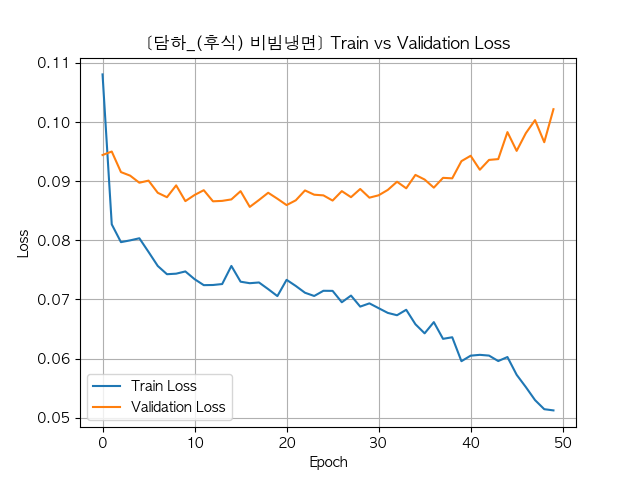 [담하_(후식) 비빔냉면] Train vs Validation Loss
0.11
0.10
0.09
0.08
0.07
0.06
0.05
Loss
Train Loss
Validation Loss
0 10 20 30 40 50
Epoch